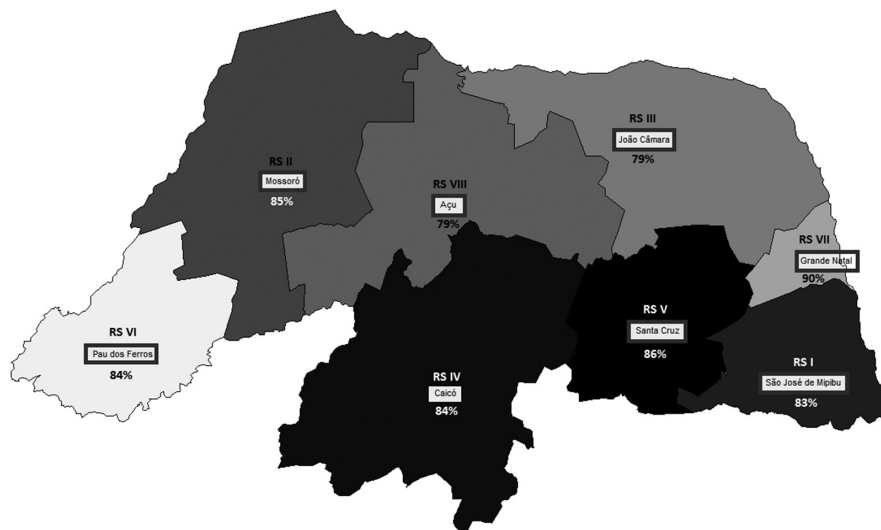 RS III
João Câmara
79%
RS II
Mossoró
85%
RS VIII
Açu
79%
RS VII
Grande Natal
90%
RS V
Santa Cruz
86%
RS VI
Pau dos Ferros
84%
RS I
São José de Mipibu
83%
RS IV
Caicó
84%